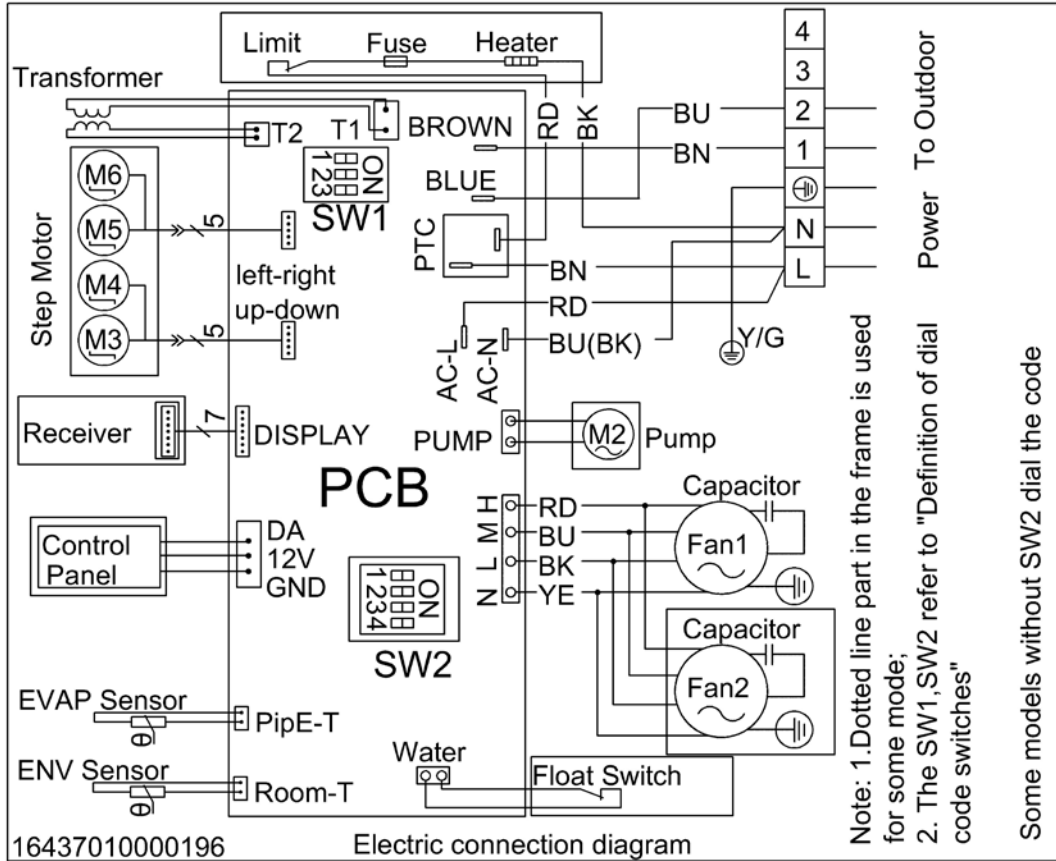 Limit Fuse Heater
Transformer
T1
T2
BROWN
RD
BK
BU
BN
4
3
2
1
N
L
To Outdoor
Power
ON
123
SW1
BLUE
PTC
BN
RD
BU(BK)
Y/G
AC-L
AC-N
Step Motor
M6
M5
M4
M3
5
5
left-right
up-down
Receiver
7
DISPLAY
PUMP
M2
Pump
PCB
Control
Panel
DA
12V
GND
H
M
L
N
RD
BU
BK
YE
Capacitor
Fan1
Capacitor
Fan2
ON
1234
SW2
EVAP Sensor
θ
PipE-T
ENV Sensor
θ
Room-T
Water
Float Switch
Note: 1.Dotted line part in the frame is used
for some mode;
2. The SW1,SW2 refer to "Definition of dial
code switches"
Some models without SW2 dial the code
16437010000196
Electric connection diagram